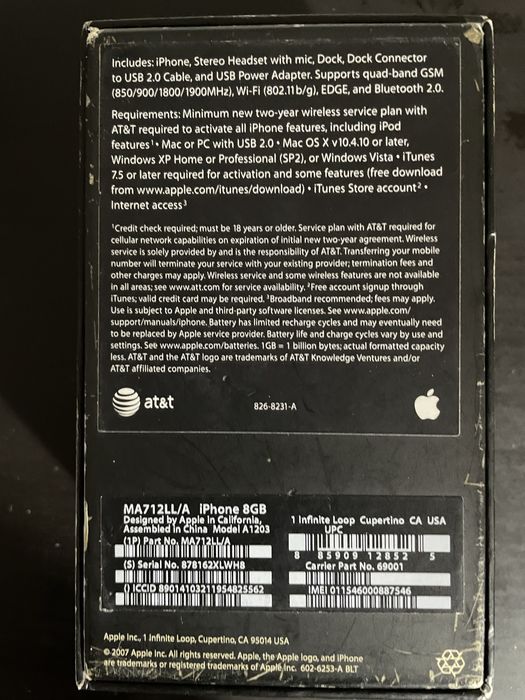 Includes: iPhone, Stereo Headset with mic, Dock, Dock Connector
to USB 2.0 Cable, and USB Power Adapter. Supports quad-band GSM
(850/900/1800/1900MHz), Wi-Fi (802.11b/g), EDGE, and Bluetooth 2.0.
Requirements: Minimum new two-year wireless service plan with
AT&T required to activate all iPhone features, including iPod
features¹ • Mac or PC with USB 2.0 • Mac OS X v10.4.10 or later,
Windows XP Home or Professional (SP2), or Windows Vista • iTunes
7.5 or later required for activation and some features (free download
from www.apple.com/itunes/download) • iTunes Store account² •
Internet access³
¹Credit check required; must be 18 years or older. Service plan with AT&T required for
cellular network capabilities on expiration of initial new two-year agreement. Wireless
service is solely provided by and is the responsibility of AT&T. Transferring your mobile
number will terminate service with your existing provider; termination fees and
other charges may apply. Wireless service and some wireless features are not available
in all areas; see www.att.com for service availability. ²Free account signup through
iTunes; valid credit card may be required. ³Broadband recommended; fees may apply.
Use is subject to Apple and third-party software licenses. See www.apple.com/
support/manuals/iphone. Battery has limited recharge cycles and may eventually need
to be replaced by Apple service provider. Battery life and charge cycles vary by use and
settings. See www.apple.com/batteries. 1GB = 1 billion bytes; actual formatted capacity
less. AT&T and the AT&T logo are trademarks of AT&T Knowledge Ventures and/or
AT&T affiliated companies.
at&t
826-8231-A
MA712LL/A iPhone 8GB
Designed by Apple in California,
Assembled in China Model A1203
(1P) Part No. MA712LL/A
(S) Serial No. 878162XLWH8
() ICCID 89014103211954825562
1 Infinite Loop Cupertino CA USA
UPC
8 85909 12852 5
Carrier Part No. 69001
IMEI 011546000887546
Apple Inc., 1 Infinite Loop, Cupertino, CA 95014 USA
© 2007 Apple Inc. All rights reserved. Apple, the Apple logo, and iPhone
are trademarks or registered trademarks of Apple Inc. 602-6253-A BLT